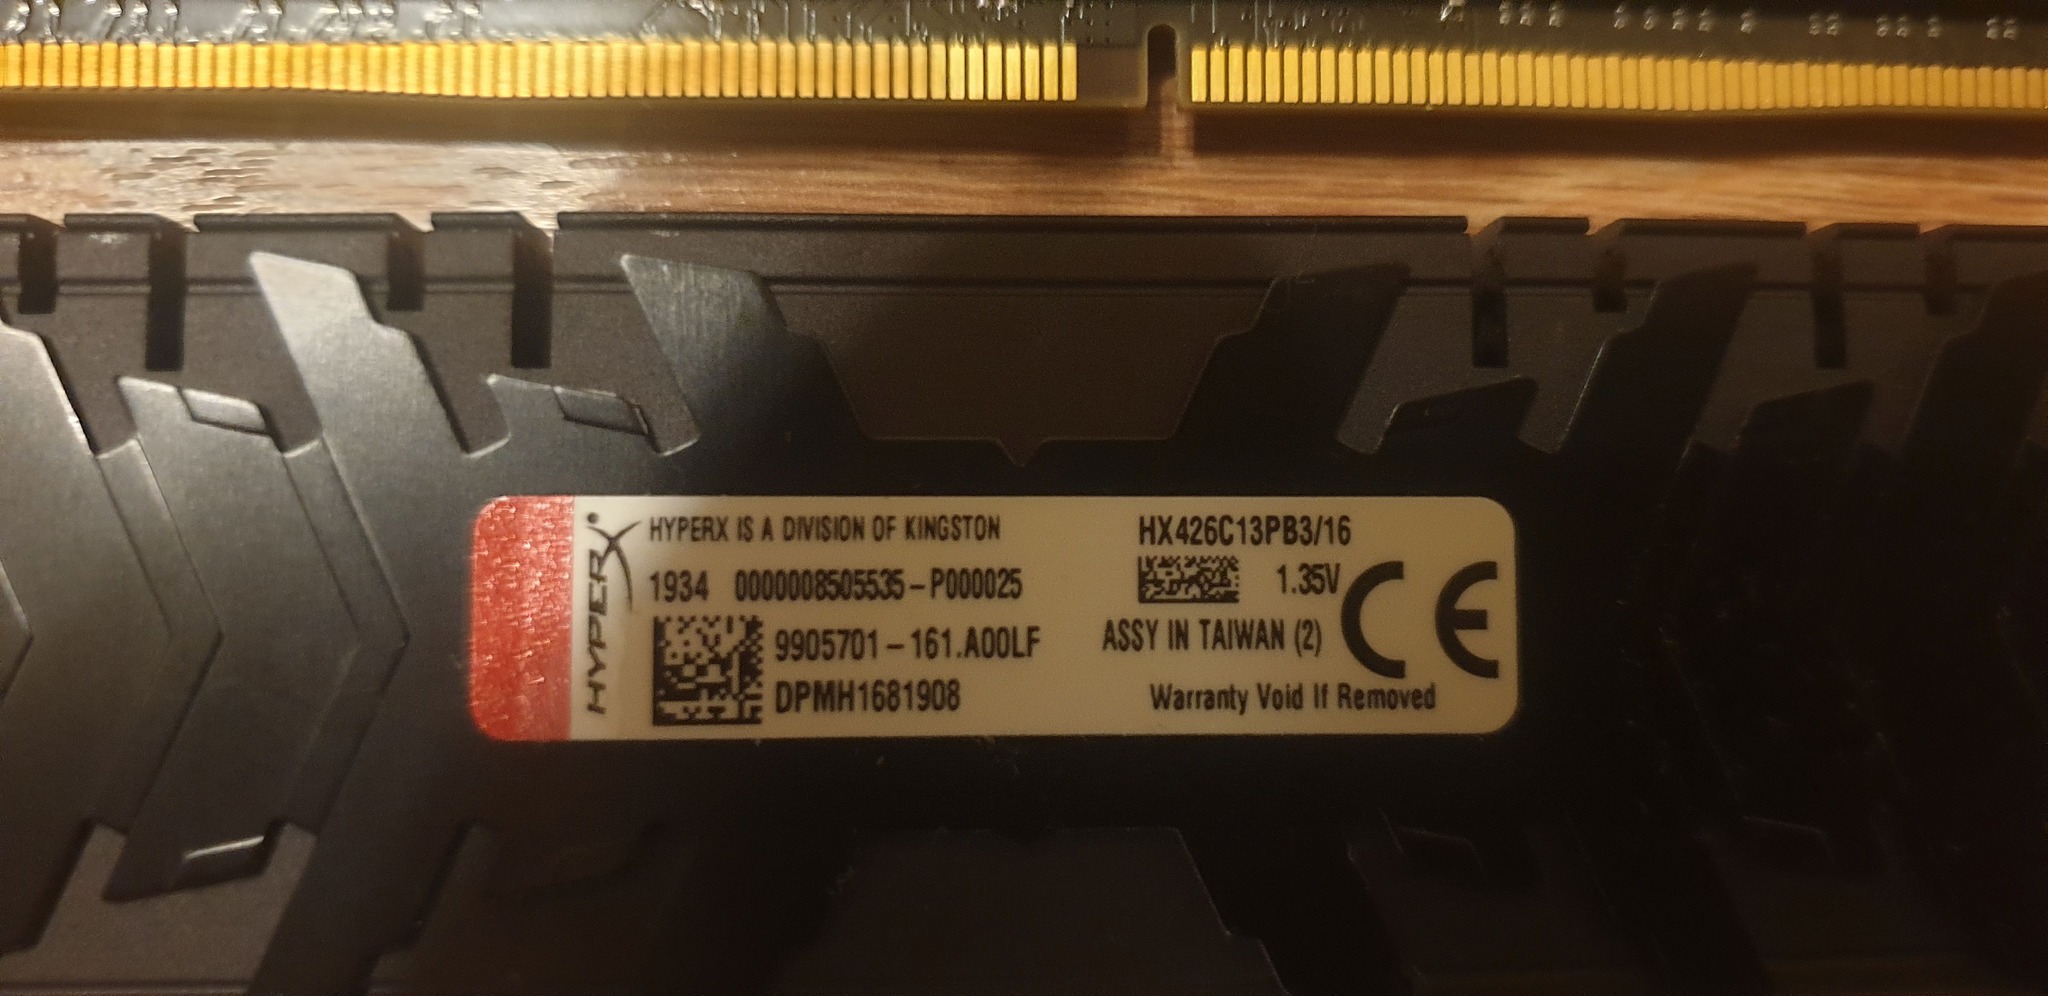 HYPERX
HYPERX IS A DIVISION OF KINGSTON
1934 0000008505535-P000025
9905701-161.A00LF
DPMH1681908
HX426C13PB3/16
1.35V
ASSY IN TAIWAN (2)
CE
Warranty Void If Removed